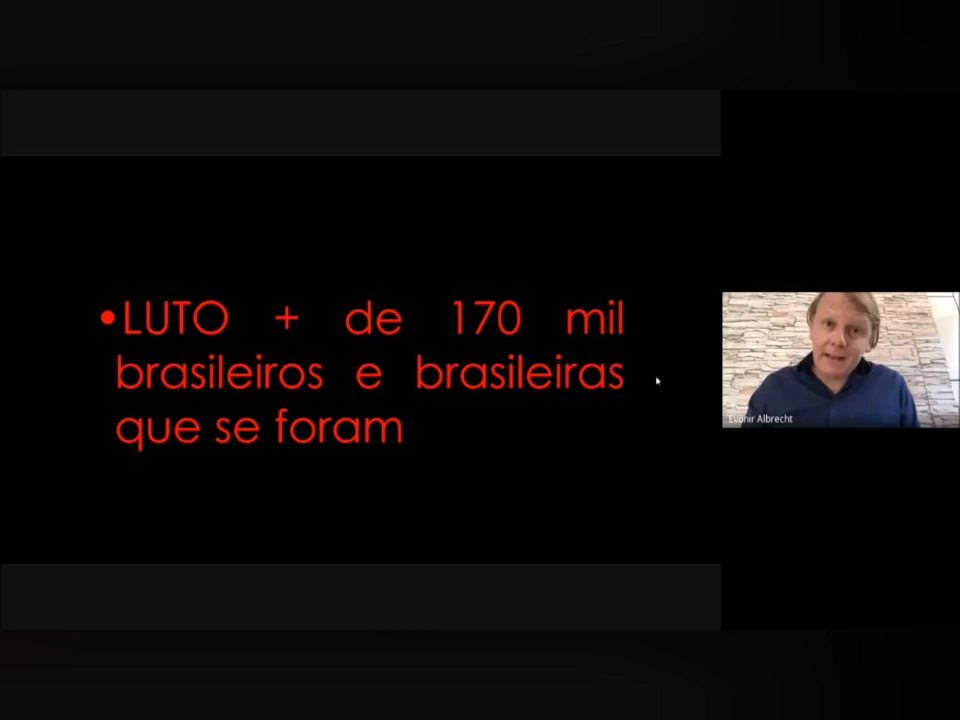 •LUTO + de 170 mil
brasileiros e brasileiras
que se foram
Evonir Albrecht